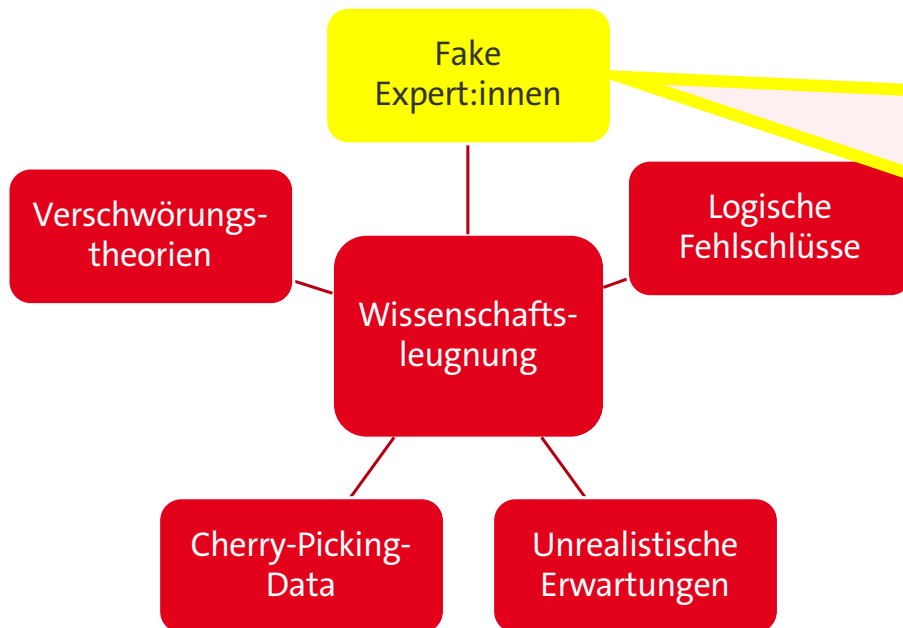 Fake
Expert:innen
Verschwörungs-
theorien
Logische
Fehlschlüsse
Wissenschafts-
leugnung
Cherry-Picking-
Data
Unrealistische
Erwartungen